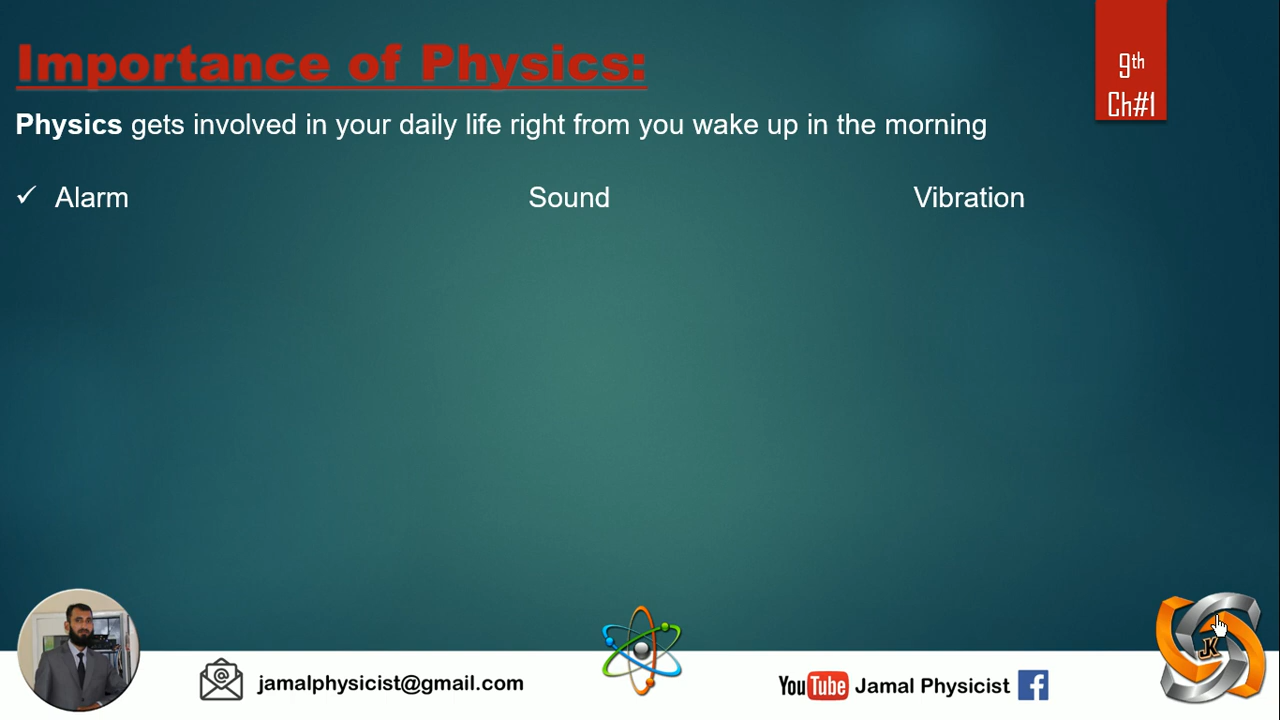 Importance of Physics:
9th
Ch#1
Physics gets involved in your daily life right from you wake up in the morning
✓ Alarm Sound Vibration
jamalphysicist@gmail.com
YouTube Jamal Physicist f
JK